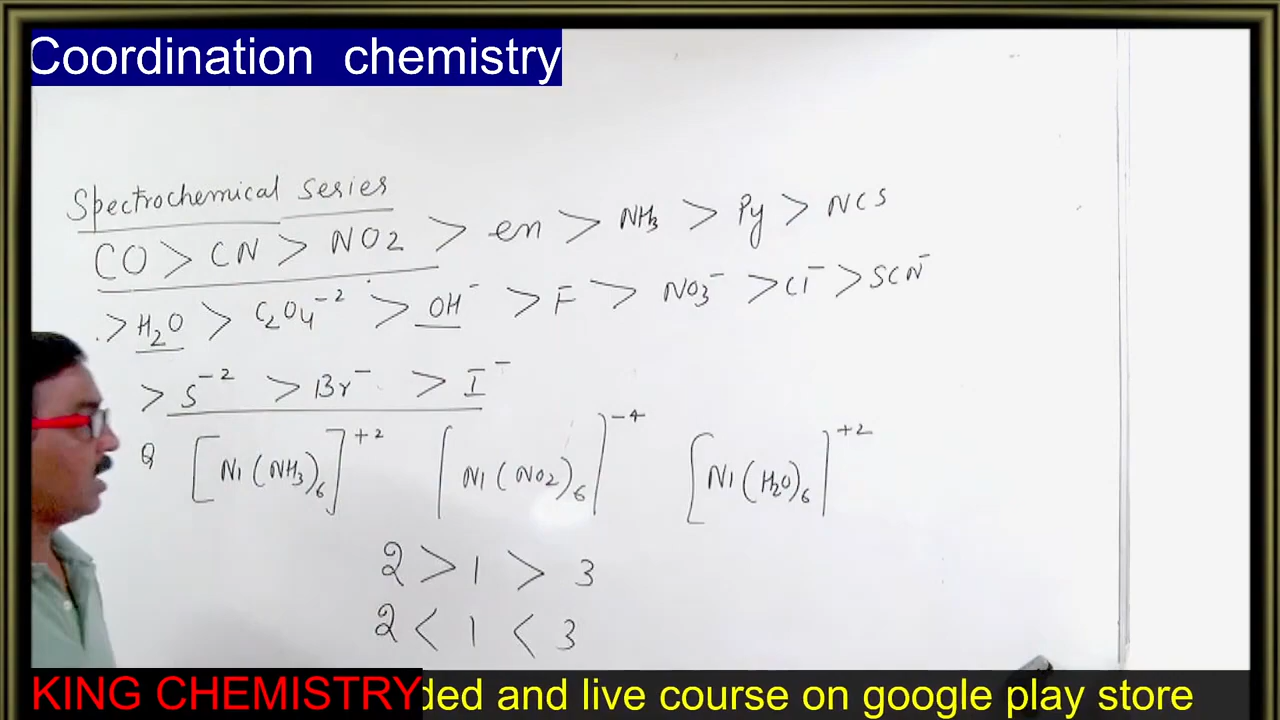 Coordination chemistry
Spectrochemical series
CO > CN > NO2 > en > NH3 > Py > NCS
> H2O > C2O4⁻² > OH⁻ > F > NO3⁻ > Cl⁻ > SCN⁻
> S⁻² > Br⁻ > I⁻
Q [Ni(NH3)6]⁺² [Ni(NO2)6]⁻⁴ [Ni(H2O)6]⁺²
2 > 1 > 3
2 < 1 < 3
KING CHEMISTRY ded and live course on google play store